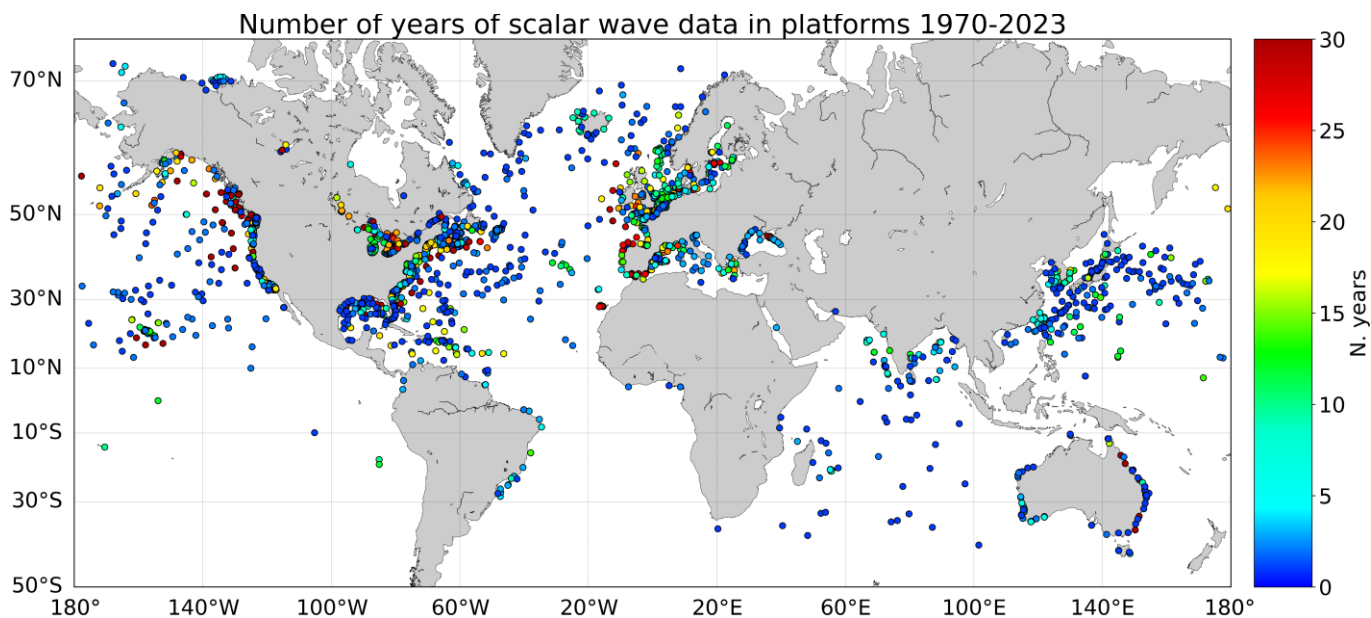 Number of years of scalar wave data in platforms 1970-2023
70°N
50°N
30°N
10°N
10°S
30°S
50°S
180°
140°W
100°W
60°W
20°W
20°E
60°E
100°E
140°E
180°
30
25
20
15
10
5
0
N. years